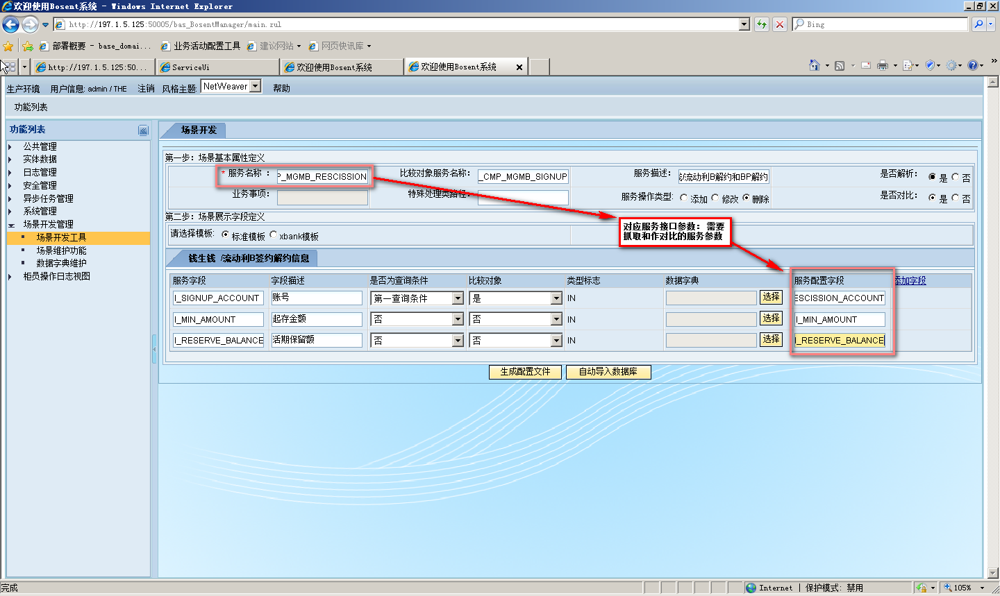 欢迎使用Bosent系统 - Windows Internet Explorer
http://197.1.5.125:50005/bas_BosentManager/main.zul
Bing
部署概要 - base_domai...
业务活动配置工具
建议网站
网页快讯库
http://197.1.5.125:50...
ServiceUi
欢迎使用Bosent系统
欢迎使用Bosent系统
生产环境 用户信息: admin / THE 注销 风格主题: NetWeaver 帮助
功能列表
功能列表
公共管理
实体数据
日志管理
安全管理
异步任务管理
系统管理
场景开发管理
场景开发工具
场景维护功能
数据字典维护
柜员操作日志视图
场景开发
第一步：场景基本属性定义
* 服务名称 ： P_MGMB_RESCISSION 比较对象服务名称： _CMP_MGMB_SIGNUP 服务描述： 流动利B解约和BP解约 是否解析： 是 否
业务事项： 特殊处理类路径： 服务操作类型： 添加 修改 删除 是否对比： 是 否
第二步：场景展示字段定义
请选择模板: 标准模板 xbank模板
对应服务接口参数：需要
抓取和作对比的服务参数
钱生钱 /流动利B签约解约信息
服务字段 字段描述 是否为查询条件 比较对象 类型标志 数据字典 服务配置字段 添加字段
I_SIGNUP_ACCOUNT 账号 第一查询条件 是 IN 选择 ESCISSION_ACCOUNT
I_MIN_AMOUNT 起存金额 否 否 IN 选择 I_MIN_AMOUNT
I_RESERVE_BALANCE 活期保留额 否 否 IN 选择 I_RESERVE_BALANCE
生成配置文件 自动导入数据库
完成 Internet | 保护模式: 禁用 105%